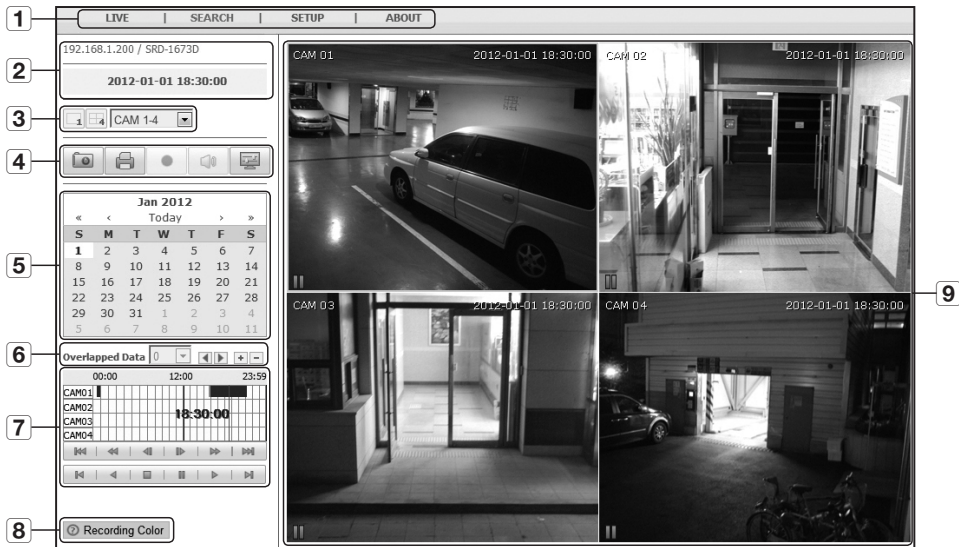 1 LIVE | SEARCH | SETUP | ABOUT
2
192.168.1.200 / SRD-1673D
2012-01-01 18:30:00
3 1 4 CAM 1-4
4
5
Jan 2012
« ‹ Today › »
S M T W T F S
1 2 3 4 5 6 7
8 9 10 11 12 13 14
15 16 17 18 19 20 21
22 23 24 25 26 27 28
29 30 31 1 2 3 4
5 6 7 8 9 10 11
6 Overlapped Data 0
7
00:00 12:00 23:59
CAM01
CAM02
18:30:00
CAM03
CAM04
8 ? Recording Color
CAM 01 2012-01-01 18:30:00
CAM 02 2012-01-01 18:30:00
CAM 03 2012-01-01 18:30:00
CAM 04 2012-01-01 18:30:00
9